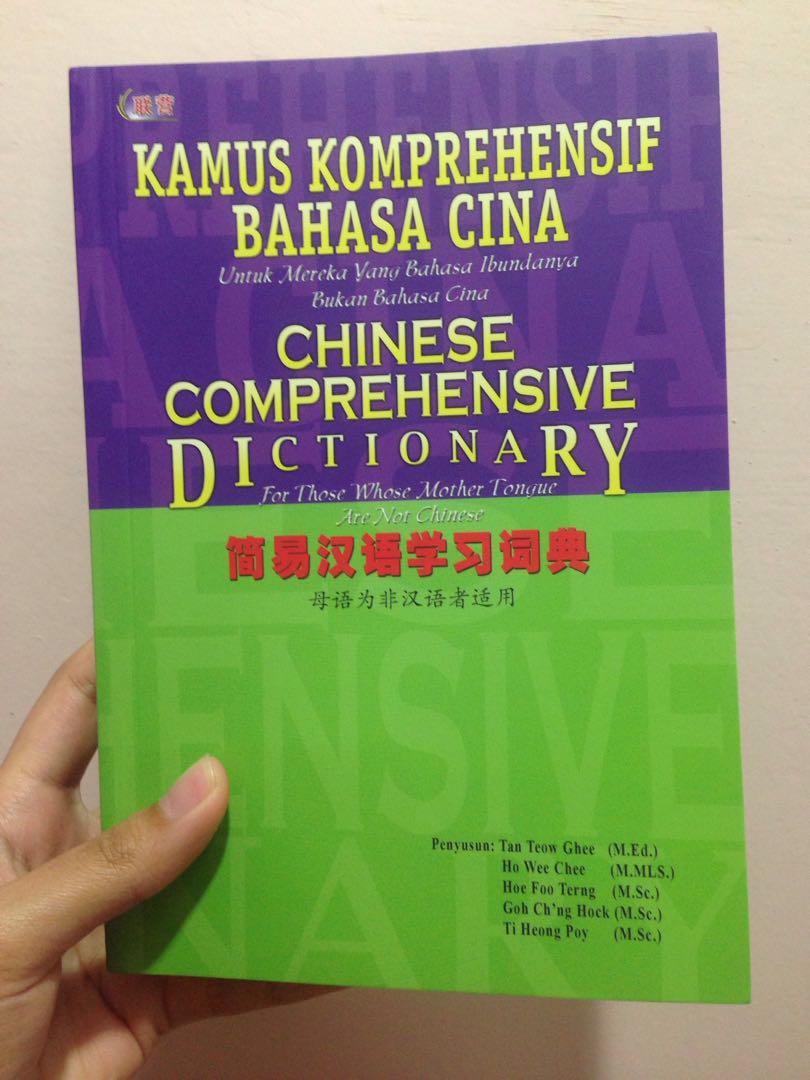 联营
KAMUS KOMPREHENSIF
BAHASA CINA
Untuk Mereka Yang Bahasa Ibundanya
Bukan Bahasa Cina
CHINESE
COMPREHENSIVE
DICTIONARY
For Those Whose Mother Tongue
Are Not Chinese
简易汉语学习词典
母语为非汉语者适用
Penyusun: Tan Teow Ghee (M.Ed.)
Ho Wee Chee (M.MLS.)
Hoe Foo Terng (M.Sc.)
Goh Ch'ng Hock (M.Sc.)
Ti Heong Poy (M.Sc.)